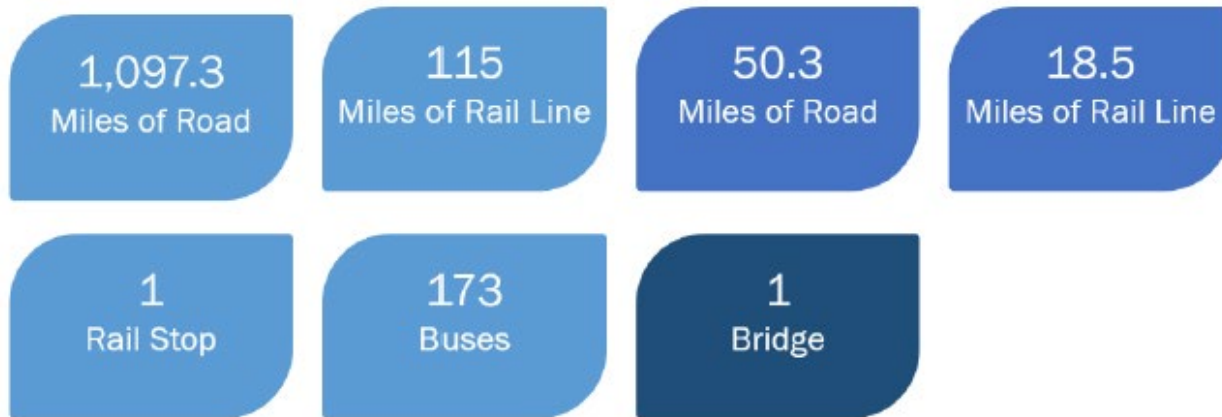 1,097.3
Miles of Road
115
Miles of Rail Line
50.3
Miles of Road
18.5
Miles of Rail Line
1
Rail Stop
173
Buses
1
Bridge